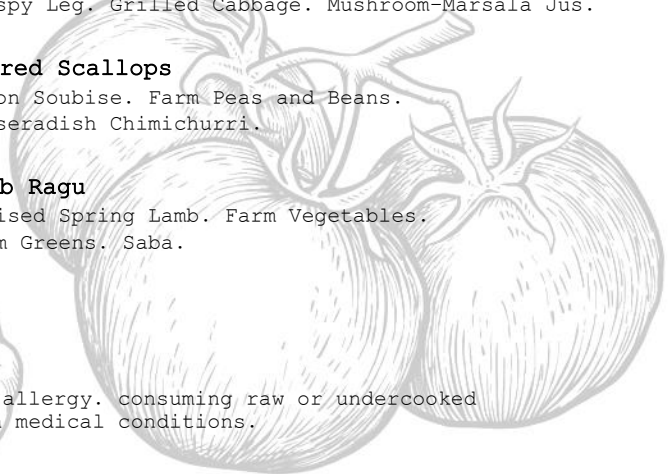 spy Leg. Grilled Cabbage. Mushroom-Marsala Jus.
red Scallops
on Soubise. Farm Peas and Beans.
seradish Chimichurri.
b Ragu
ised Spring Lamb. Farm Vegetables.
m Greens. Saba.
allergy. consuming raw or undercooked
medical conditions.